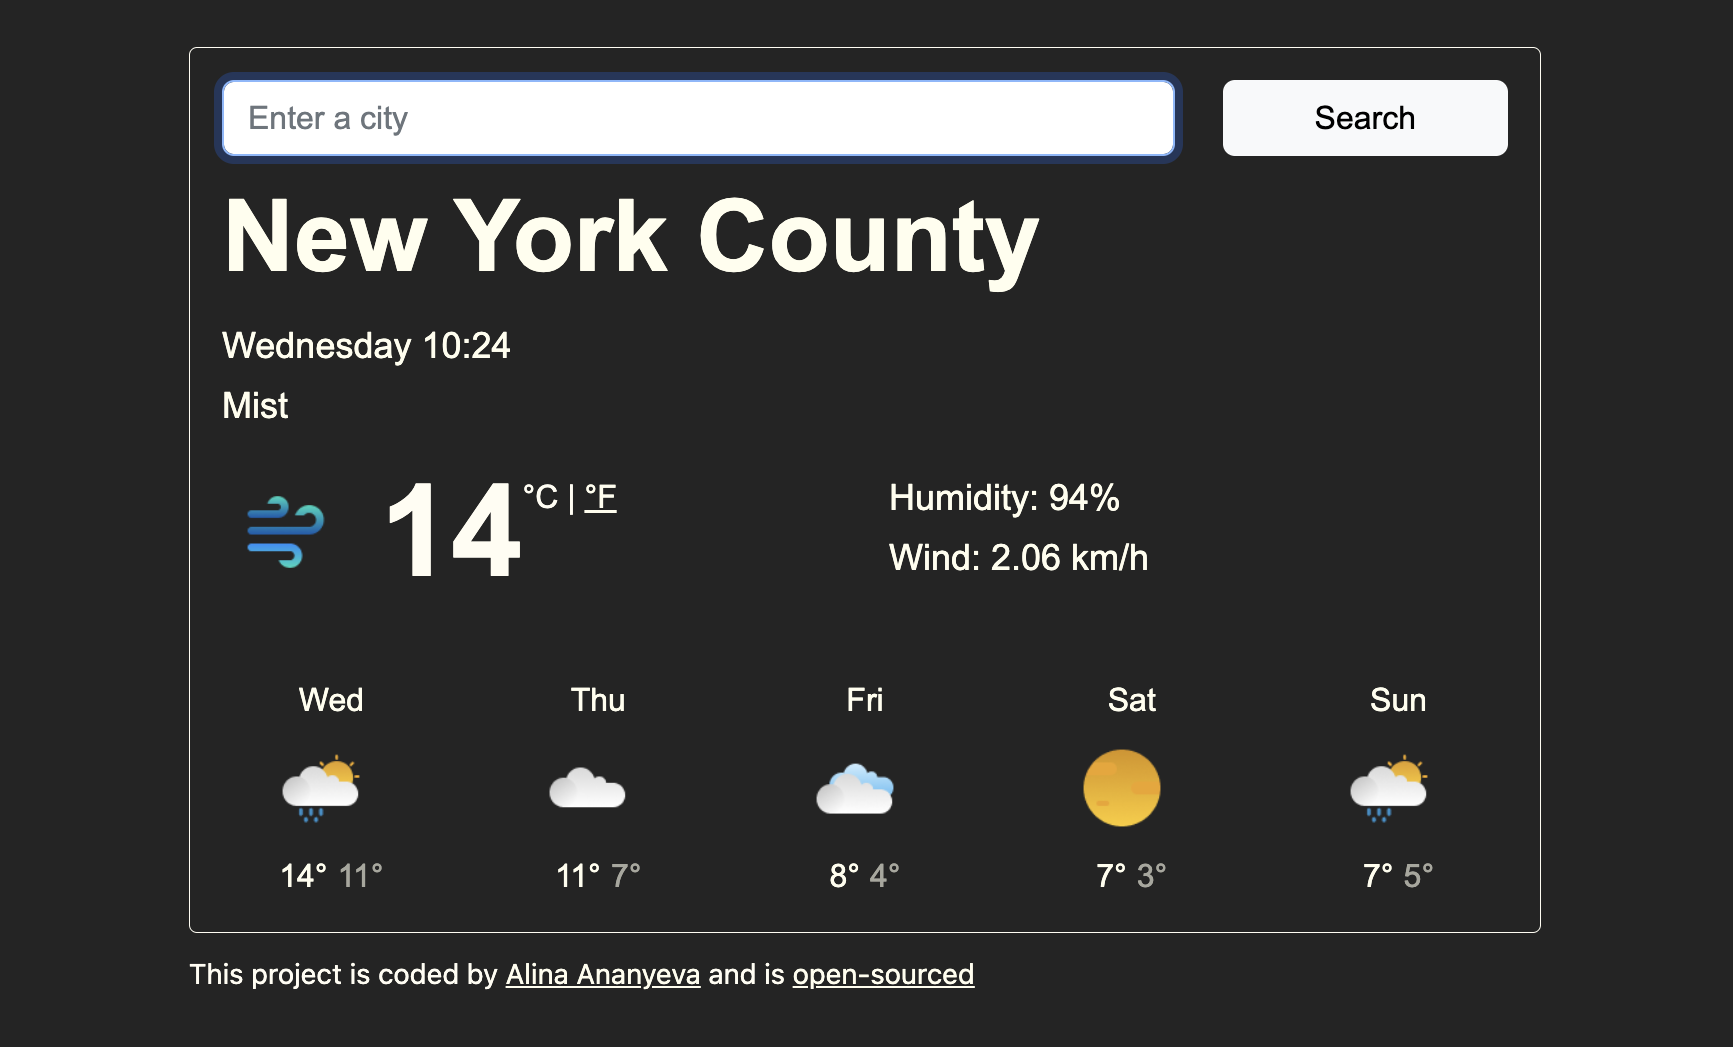 Enter a city
Search
New York County
Wednesday 10:24
Mist
14 °C | °F
Humidity: 94%
Wind: 2.06 km/h
Wed Thu Fri Sat Sun
14° 11° 11° 7° 8° 4° 7° 3° 7° 5°
This project is coded by Alina Ananyeva and is open-sourced